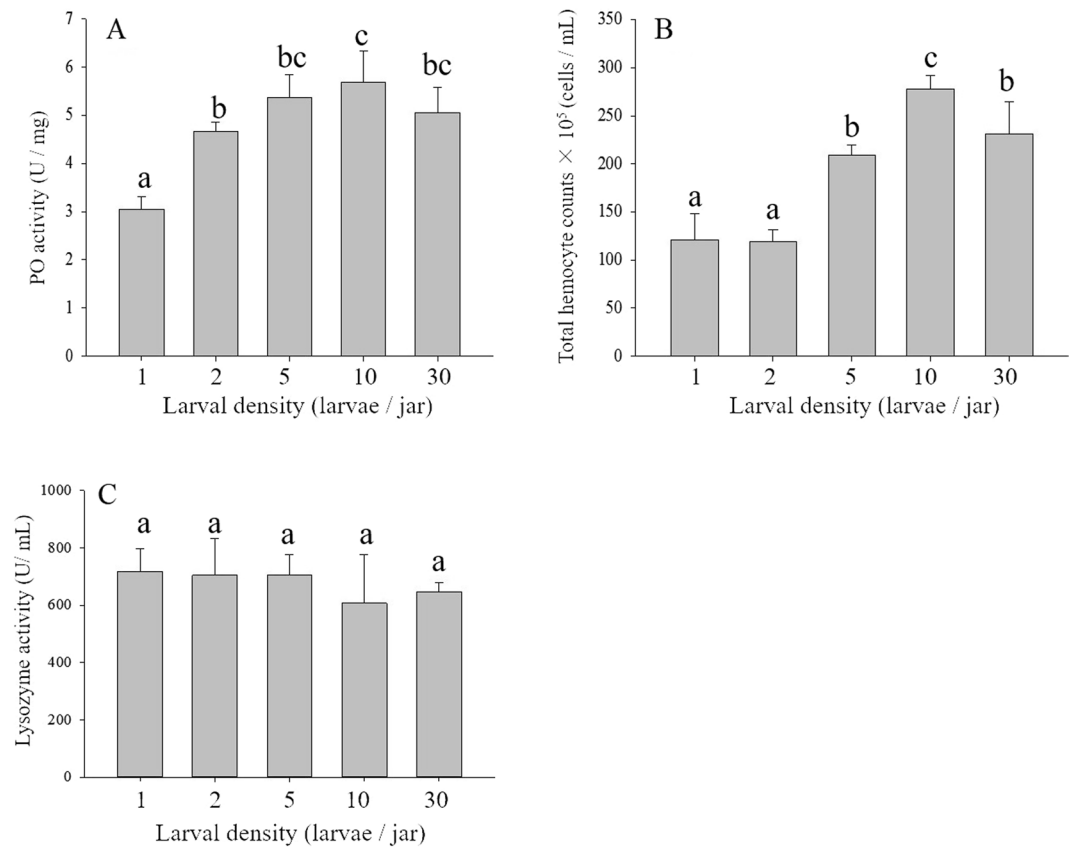 A
PO activity (U / mg)
7
6
5
4
3
2
1
0
a
b
bc
c
bc
1 2 5 10 30
Larval density (larvae / jar)
B
Total hemocyte counts × 10⁵ (cells / mL)
350
300
250
200
150
100
50
0
a
a
b
c
b
1 2 5 10 30
Larval density (larvae / jar)
C
Lysozyme activity (U/ mL)
1000
800
600
400
200
0
a
a
a
a
a
1 2 5 10 30
Larval density (larvae / jar)